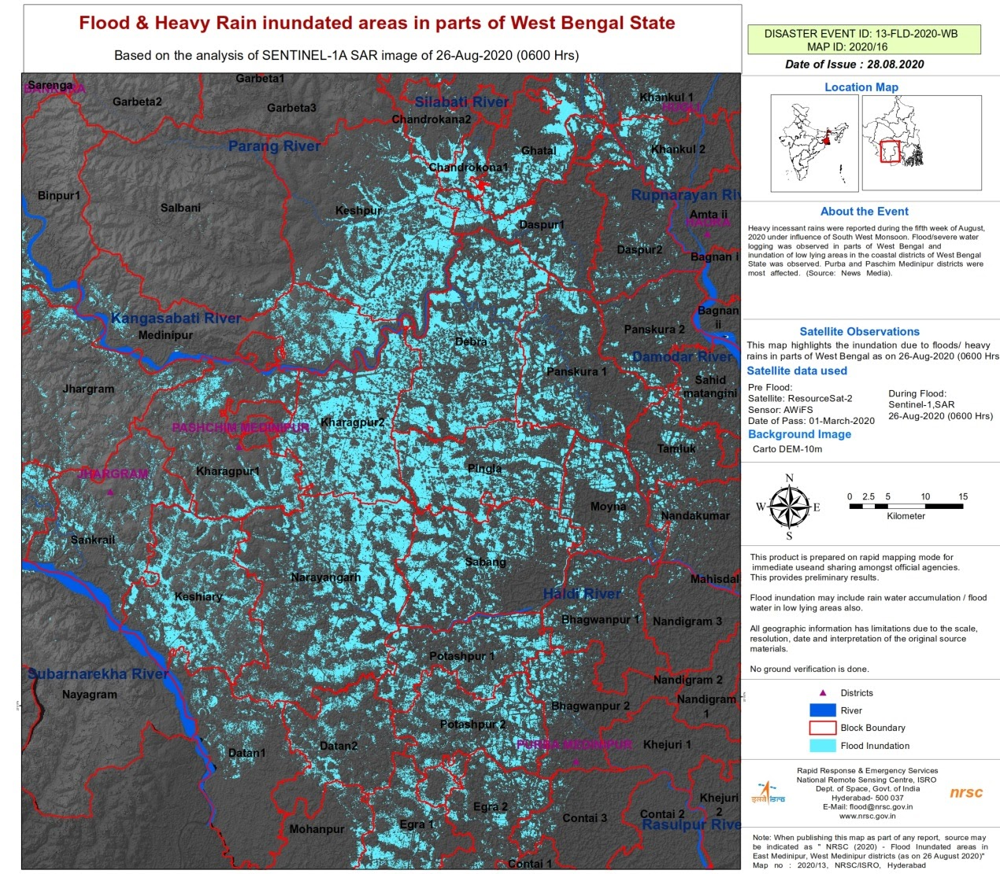 Flood & Heavy Rain inundated areas in parts of West Bengal State
Based on the analysis of SENTINEL-1A SAR image of 26-Aug-2020 (0600 Hrs)
DISASTER EVENT ID: 13-FLD-2020-WB
MAP ID: 2020/16
Date of Issue : 28.08.2020
Location Map
About the Event
Heavy incessant rains were reported during the fifth week of August,
2020 under influence of South West Monsoon. Flood/severe water
logging was observed in parts of West Bengal and
inundation of low lying areas in the coastal districts of West Bengal
State was observed. Purba and Paschim Medinipur districts were
most affected. (Source: News Media).
Satellite Observations
This map highlights the inundation due to floods/ heavy
rains in parts of West Bengal as on 26-Aug-2020 (0600 Hrs
Satellite data used
Pre Flood:
Satellite: ResourceSat-2
Sensor: AWiFS
Date of Pass: 01-March-2020
During Flood:
Sentinel-1,SAR
26-Aug-2020 (0600 Hrs)
Background Image
Carto DEM-10m
N
W
E
S
0 2.5 5 10 15
Kilometer
This product is prepared on rapid mapping mode for
immediate useand sharing amongst official agencies.
This provides preliminary results.
Flood inundation may include rain water accumulation / flood
water in low lying areas also.
All geographic information has limitations due to the scale,
resolution, date and interpretation of the original source
materials.
No ground verification is done.
Districts
River
Block Boundary
Flood Inundation
Rapid Response & Emergency Services
National Remote Sensing Centre, ISRO
Dept. of Space, Govt. of India
Hyderabad- 500 037
E-Mail: flood@nrsc.gov.in
www.nrsc.gov.in
इसरो isro
nrsc
Note: When publishing this map as part of any report, source may
be indicated as " NRSC (2020) - Flood Inundated areas in
East Medinipur, West Medinipur districts (as on 26 August 2020)"
Map no : 2020/13, NRSC/ISRO, Hyderabad
Sarenga
BANKURA
Garbeta1
Garbeta2
Garbeta3
Silabati River
Chandrokona2
Khankul 1
HUGLI
Parang River
Ghatal
Khankul 2
Chandrokona1
Binpur1
Salbani
Keshpur
Rupnarayan Riv
Amta ii
HAORA
Daspur1
Daspur2
Bagnan i
Kangasabati River
Medinipur
Bagnan
ii
Panskura 2
Debra
Damodar River
Panskura 1
Sahid
matangini
Jhargram
PASHCHIM MEDINIPUR
Kharagpur2
Tamluk
JHARGRAM
Kharagpur1
Pingla
Moyna
Nandakumar
Sankrail
Sabang
Narayangarh
Mahisdal
Keshiary
Haldi River
Bhagwanpur 1
Nandigram 3
Potashpur 1
Subarnarekha River
Nayagram
Nandigram 2
Nandigram
1
Bhagwanpur 2
Potashpur 2
PURBA MEDINIPUR
Khejuri 1
Datan2
Datan1
Khejuri
2
Egra 2
Contai 3
Contai 2
Mohanpur
Egra 1
Rasulpur Rive
Contai 1